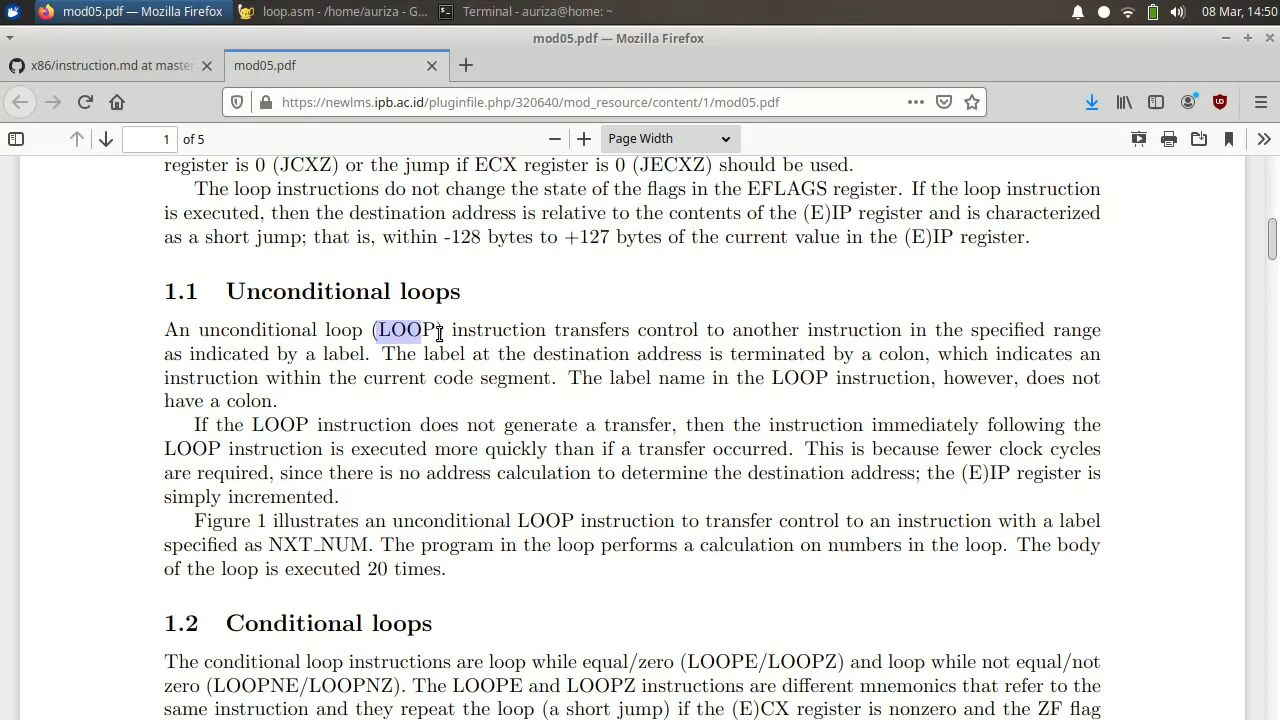 mod05.pdf — Mozilla Firefox
loop.asm - /home/auriza - G...
Terminal - auriza@home: ~
08 Mar, 14:50
mod05.pdf — Mozilla Firefox
x86/instruction.md at master
mod05.pdf
https://newlms.ipb.ac.id/pluginfile.php/320640/mod_resource/content/1/mod05.pdf
1 of 5
Page Width
register is 0 (JCXZ) or the jump if ECX register is 0 (JECXZ) should be used.
The loop instructions do not change the state of the flags in the EFLAGS register. If the loop instruction
is executed, then the destination address is relative to the contents of the (E)IP register and is characterized
as a short jump; that is, within -128 bytes to +127 bytes of the current value in the (E)IP register.
1.1 Unconditional loops
An unconditional loop (LOOP) instruction transfers control to another instruction in the specified range
as indicated by a label. The label at the destination address is terminated by a colon, which indicates an
instruction within the current code segment. The label name in the LOOP instruction, however, does not
have a colon.
If the LOOP instruction does not generate a transfer, then the instruction immediately following the
LOOP instruction is executed more quickly than if a transfer occurred. This is because fewer clock cycles
are required, since there is no address calculation to determine the destination address; the (E)IP register is
simply incremented.
Figure 1 illustrates an unconditional LOOP instruction to transfer control to an instruction with a label
specified as NXT_NUM. The program in the loop performs a calculation on numbers in the loop. The body
of the loop is executed 20 times.
1.2 Conditional loops
The conditional loop instructions are loop while equal/zero (LOOPE/LOOPZ) and loop while not equal/not
zero (LOOPNE/LOOPNZ). The LOOPE and LOOPZ instructions are different mnemonics that refer to the
same instruction and they repeat the loop (a short jump) if the (E)CX register is nonzero and the ZF flag